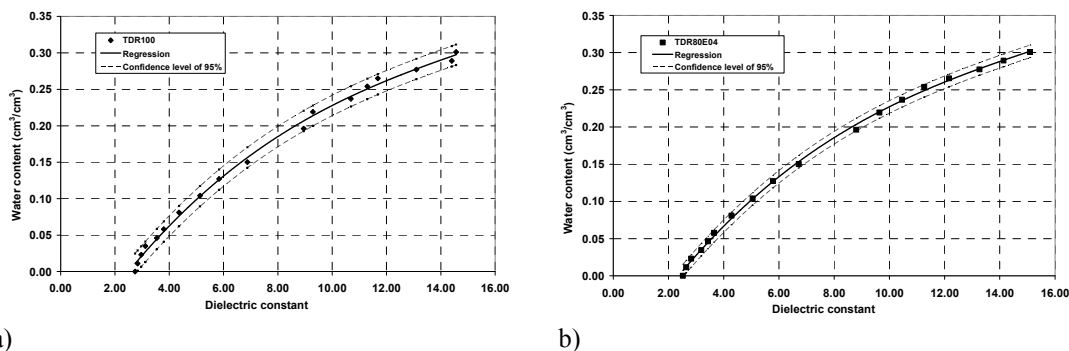 0.35
0.30
0.25
0.20
0.15
0.10
0.05
0.00
Water content (cm³/cm³)
TDR100
Regression
Confidence level of 95%
0.00 2.00 4.00 6.00 8.00 10.00 12.00 14.00 16.00
Dielectric constant
a)
0.35
0.30
0.25
0.20
0.15
0.10
0.05
0.00
Water content (cm³/cm³)
TDR80E04
Regression
Confidence level of 95%
0.00 2.00 4.00 6.00 8.00 10.00 12.00 14.00 16.00
Dielectric constant
b)